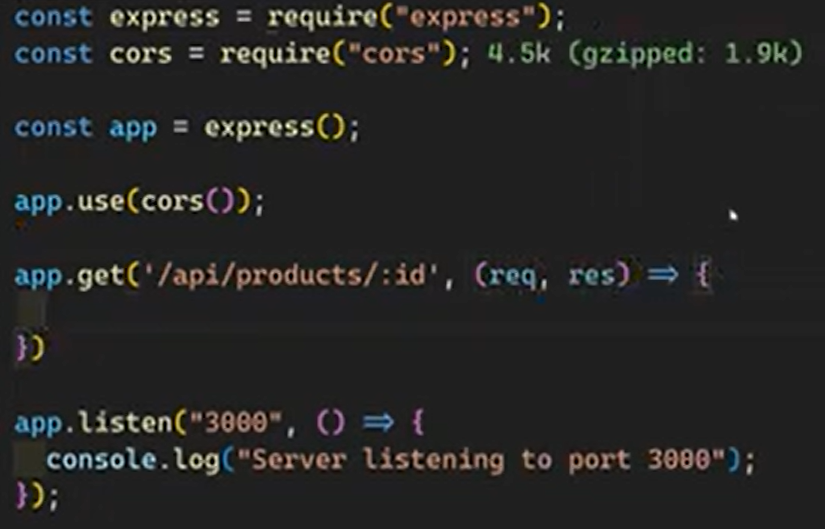 const express = require("express");
const cors = require("cors"); 4.5k (gzipped: 1.9k)
const app = express();
app.use(cors());
app.get('/api/products/:id', (req, res) => {
})
app.listen("3000", () => {
console.log("Server listening to port 3000");
});